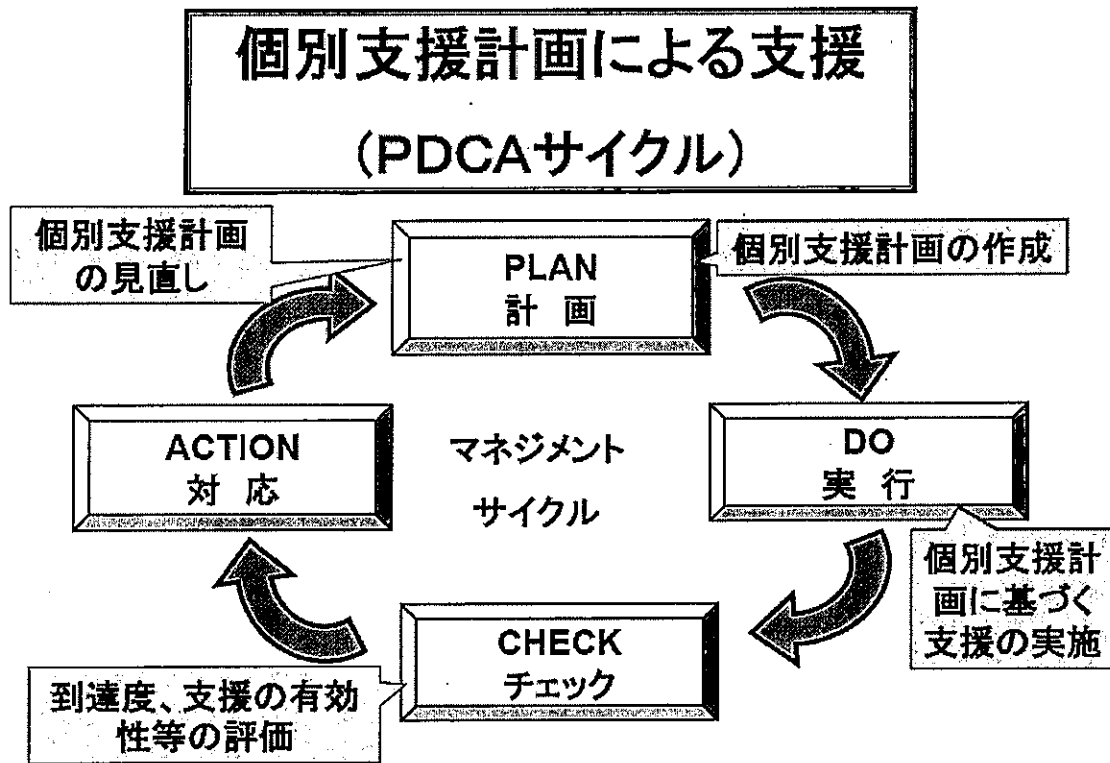 個別支援計画による支援
（PDCAサイクル）
個別支援計画
の見直し
PLAN
計 画
個別支援計画の作成
ACTION
対 応
マネジメント
サイクル
DO
実 行
個別支援計
画に基づく
支援の実施
CHECK
チェック
到達度、支援の有効
性等の評価